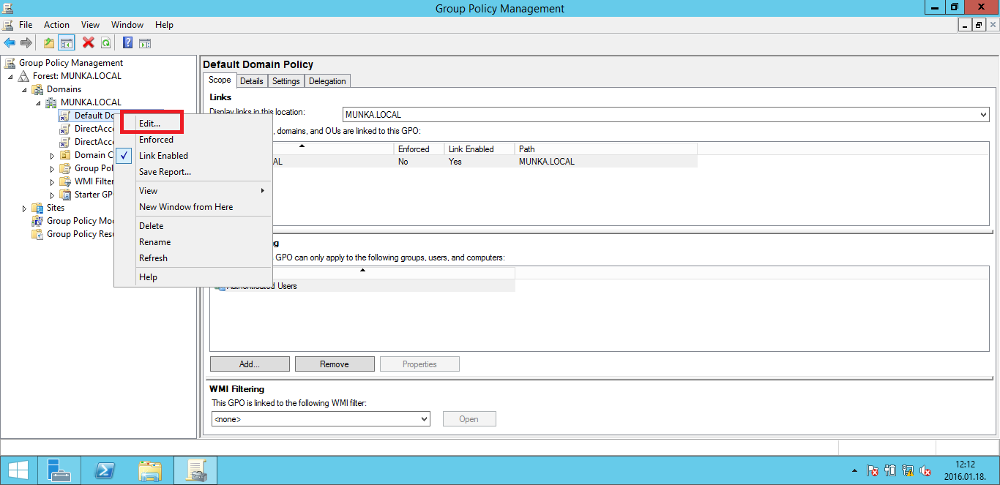 Group Policy Management
File Action View Window Help
Group Policy Management
Forest: MUNKA.LOCAL
Domains
MUNKA.LOCAL
Default Do
DirectAcc
DirectAcc
Domain C
Group Pol
WMI Filter
Starter GP
Sites
Group Policy Mo
Group Policy Resu
Edit...
Enforced
Link Enabled
Save Report...
View
New Window from Here
Delete
Rename
Refresh
Help
Default Domain Policy
Scope Details Settings Delegation
Links
Display links in this location: MUNKA.LOCAL
, domains, and OUs are linked to this GPO:
Enforced Link Enabled Path
AL No Yes MUNKA.LOCAL
g
GPO can only apply to the following groups, users, and computers:
Authenticated Users
Add... Remove Properties
WMI Filtering
This GPO is linked to the following WMI filter:
<none> Open
12:12
2016.01.18.